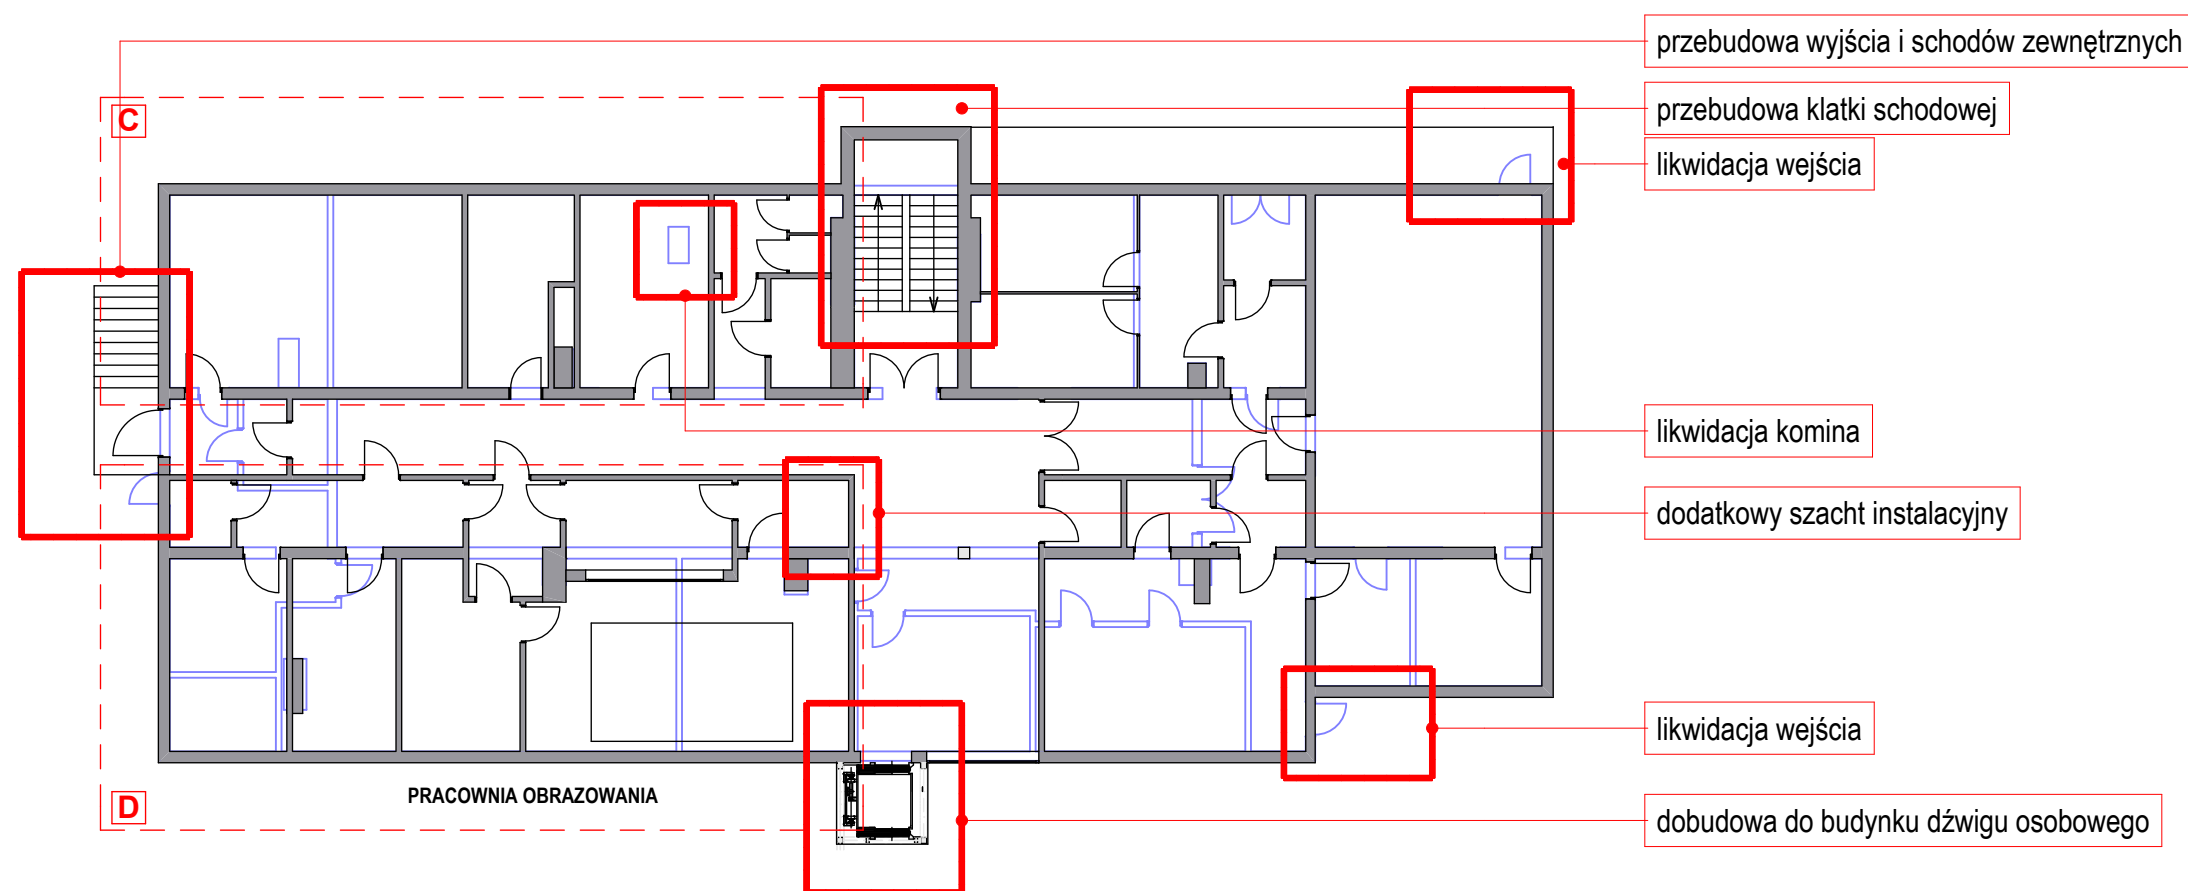 przebudowa wyjścia i schodów zewnętrznych
przebudowa klatki schodowej
C
likwidacja wejścia
likwidacja komina
dodatkowy szacht instalacyjny
likwidacja wejścia
PRACOWNIA OBRAZOWANIA
D
dobudowa do budynku dźwigu osobowego